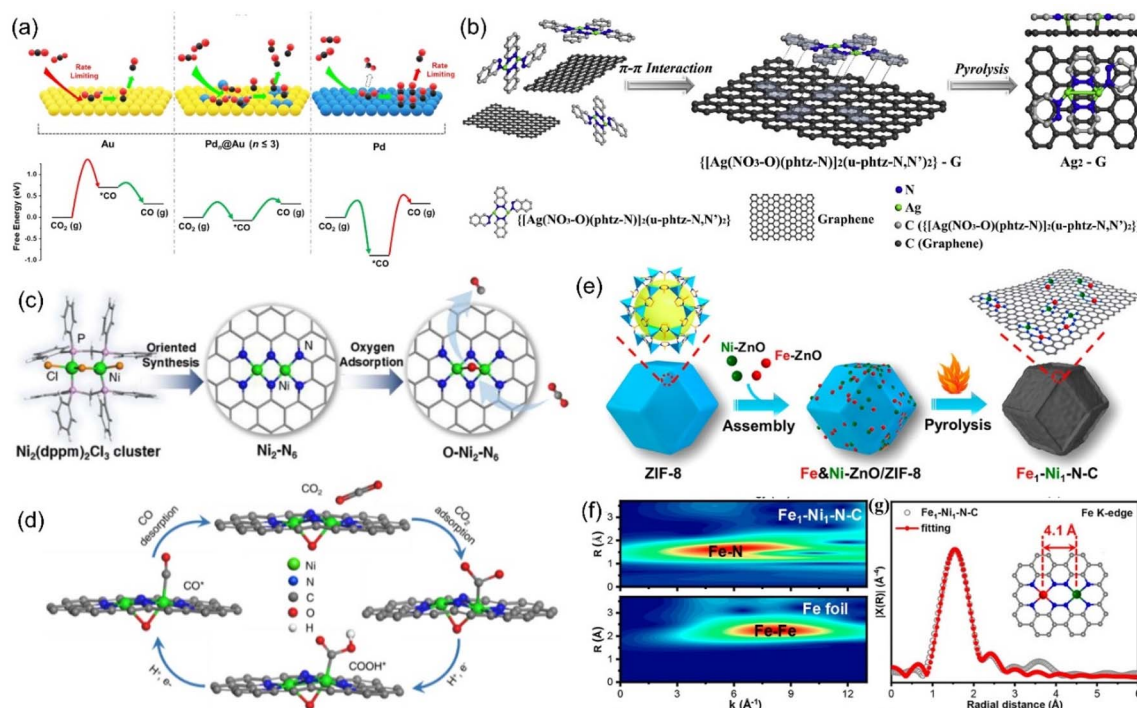 (a)
Rate
Limiting
Rate
Limiting
Au
Pdn@Au (n ≤ 3)
Pd
Free Energy (eV)
1.0
0.5
0.0
-1.0
CO₂ (g)
*CO
CO (g)
CO₂ (g)
*CO
CO (g)
CO₂ (g)
*CO
CO (g)
(b)
π-π Interaction
Pyrolysis
{[Ag(NO₃-O)(phtz-N)]₂(u-phtz-N,N')₂} - G
Ag₂ - G
{[Ag(NO₃-O)(phtz-N)]₂(u-phtz-N,N')₂}
Graphene
N
Ag
C ({[Ag(NO₃-O)(phtz-N)]₂(u-phtz-N,N')₂})
C (Graphene)
(c)
P
Cl
Ni
Ni₂(dppm)₂Cl₃ cluster
Oriented
Synthesis
N
Ni
Ni₂-N₆
Oxygen
Adsorption
O-Ni₂-N₆
(d)
CO₂
CO
desorption
CO₂
adsorption
CO*
Ni
N
C
O
H
COOH*
H⁺, e-
H⁺, e⁻
(e)
Ni-ZnO
Fe-ZnO
Assembly
Pyrolysis
ZIF-8
Fe&Ni-ZnO/ZIF-8
Fe₁-Ni₁-N-C
(f)
Fe₁-Ni₁-N-C
Fe-N
R (Å)
3
2
1
0
Fe foil
Fe-Fe
R (Å)
3
2
1
0
0 3 6 9 12
k (Å⁻¹)
(g)
Fe₁-Ni₁-N-C
fitting
Fe K-edge
4.1 Å
|X(R)| (Å⁻⁴)
0 1 2 3 4 5 6
Radial distance (Å)